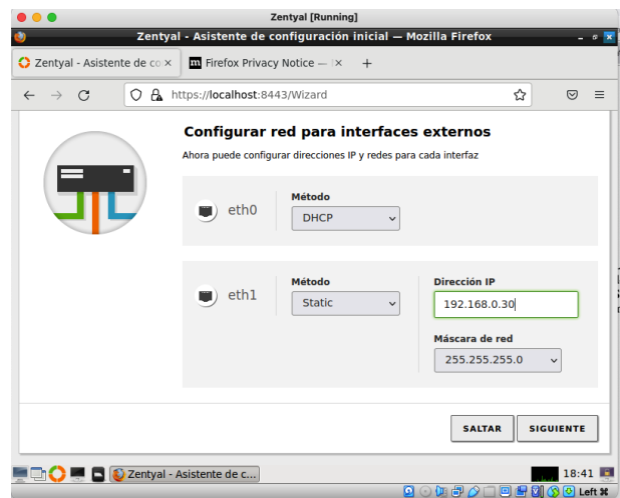 Zentyal [Running]
Zentyal - Asistente de configuración inicial — Mozilla Firefox
Zentyal - Asistente de co
Firefox Privacy Notice —
https://localhost:8443/Wizard
Configurar red para interfaces externos
Ahora puede configurar direcciones IP y redes para cada interfaz
eth0
Método
DHCP
eth1
Método
Static
Dirección IP
192.168.0.30
Máscara de red
255.255.255.0
SALTAR
SIGUIENTE
Zentyal - Asistente de c...
18:41
Left ⌘